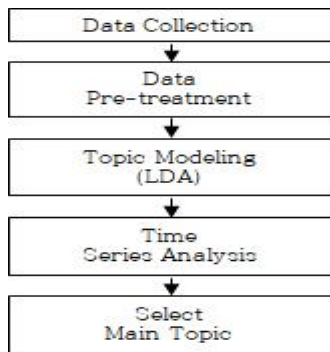 Data Collection
Data
Pre-treatment
Topic Modeling
(LDA)
Time
Series Analysis
Select
Main Topic